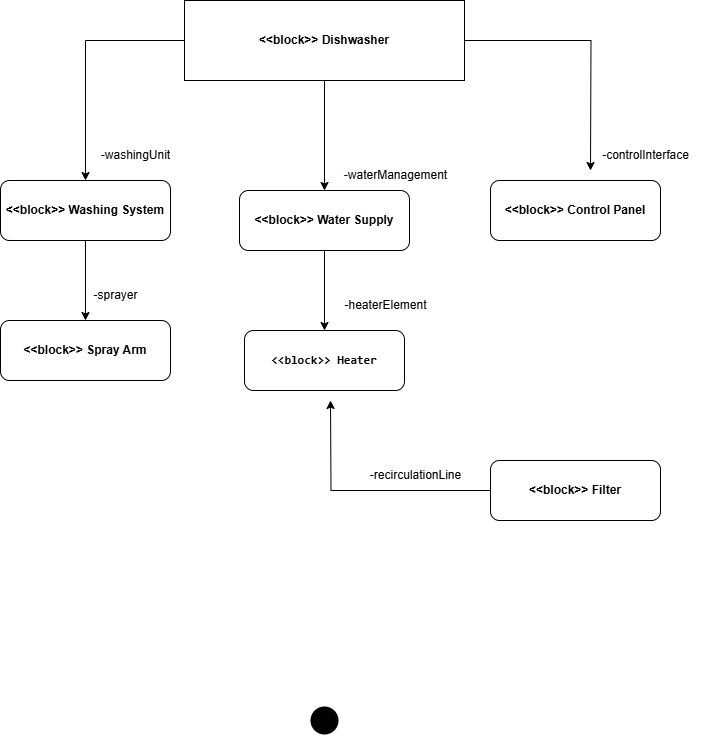 <<block>> Dishwasher
-washingUnit
-waterManagement
-controlInterface
<<block>> Washing System
<<block>> Water Supply
<<block>> Control Panel
-sprayer
-heaterElement
<<block>> Spray Arm
<<block>> Heater
-recirculationLine
<<block>> Filter